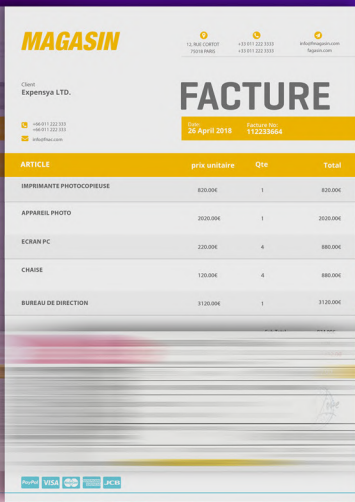 MAGASIN
12, RUE CORTOT
75018 PARIS
+33 011 222 3333
+33 011 222 3333
info@magasin.com
fagasin.com
Client
Expensya LTD.
FACTURE
+66 011 222 333
+66 011 222 333
Date:
26 April 2018
Facture No:
112233664
ARTICLE prix unitaire Qte Total
IMPRIMANTE PHOTOCOPIEUSE 820.00€ 1 820.00€
APPAREIL PHOTO 2020.00€ 1 2020.00€
ECRAN PC 220.00€ 4 880.00€
CHAISE 120.00€ 4 880.00€
BUREAU DE DIRECTION 3120.00€ 1 3120.00€
PayPal VISA JCB